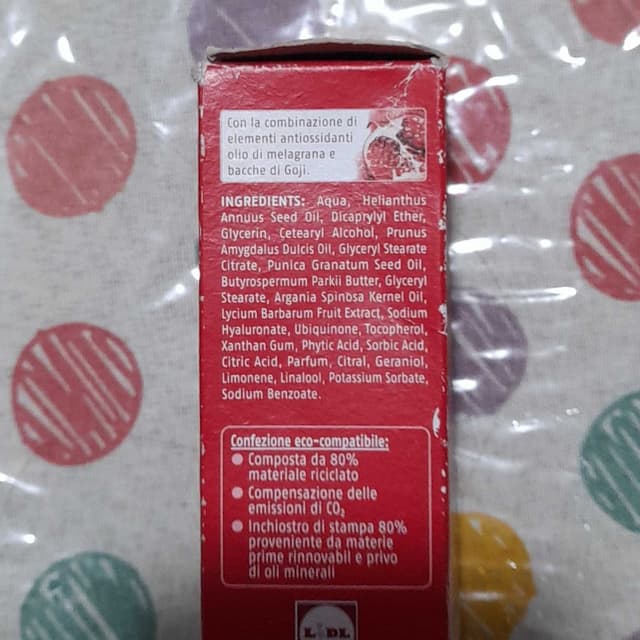 Con la combinazione di
elementi antiossidanti
olio di melagrana e
bacche di Goji.
INGREDIENTS: Aqua, Helianthus
Annuus Seed Oil, Dicaprylyl Ether,
Glycerin, Cetearyl Alcohol, Prunus
Amygdalus Dulcis Oil, Glyceryl Stearate
Citrate, Punica Granatum Seed Oil,
Butyrospermum Parkii Butter, Glyceryl
Stearate, Argania Spinosa Kernel Oil,
Lycium Barbarum Fruit Extract, Sodium
Hyaluronate, Ubiquinone, Tocopherol,
Xanthan Gum, Phytic Acid, Sorbic Acid,
Citric Acid, Parfum, Citral, Geraniol,
Limonene, Linalool, Potassium Sorbate,
Sodium Benzoate.
Confezione eco-compatibile:
● Composta da 80%
materiale riciclato
● Compensazione delle
emissioni di CO₂
● Inchiostro di stampa 80%
proveniente da materie
prime rinnovabili e privo
di oli minerali
LIDL